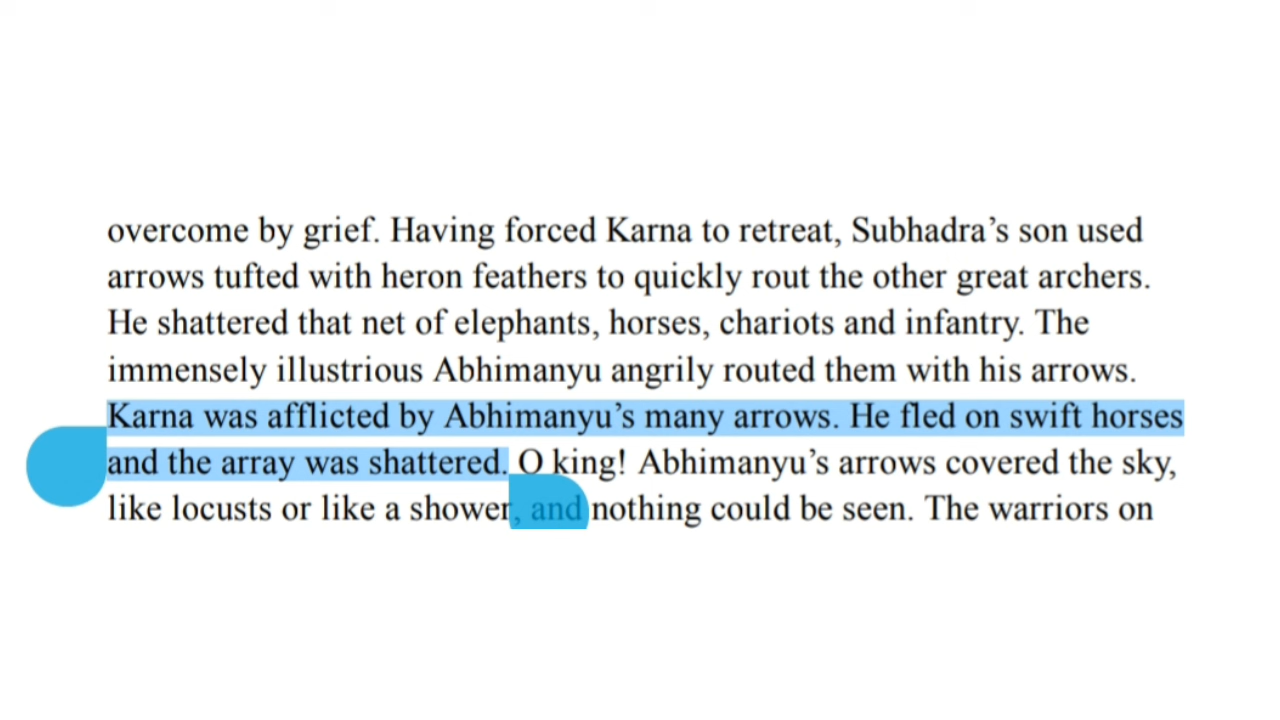 overcome by grief. Having forced Karna to retreat, Subhadra’s son used
arrows tufted with heron feathers to quickly rout the other great archers.
He shattered that net of elephants, horses, chariots and infantry. The
immensely illustrious Abhimanyu angrily routed them with his arrows.
Karna was afflicted by Abhimanyu’s many arrows. He fled on swift horses
and the array was shattered. O king! Abhimanyu’s arrows covered the sky,
like locusts or like a shower, and nothing could be seen. The warriors on